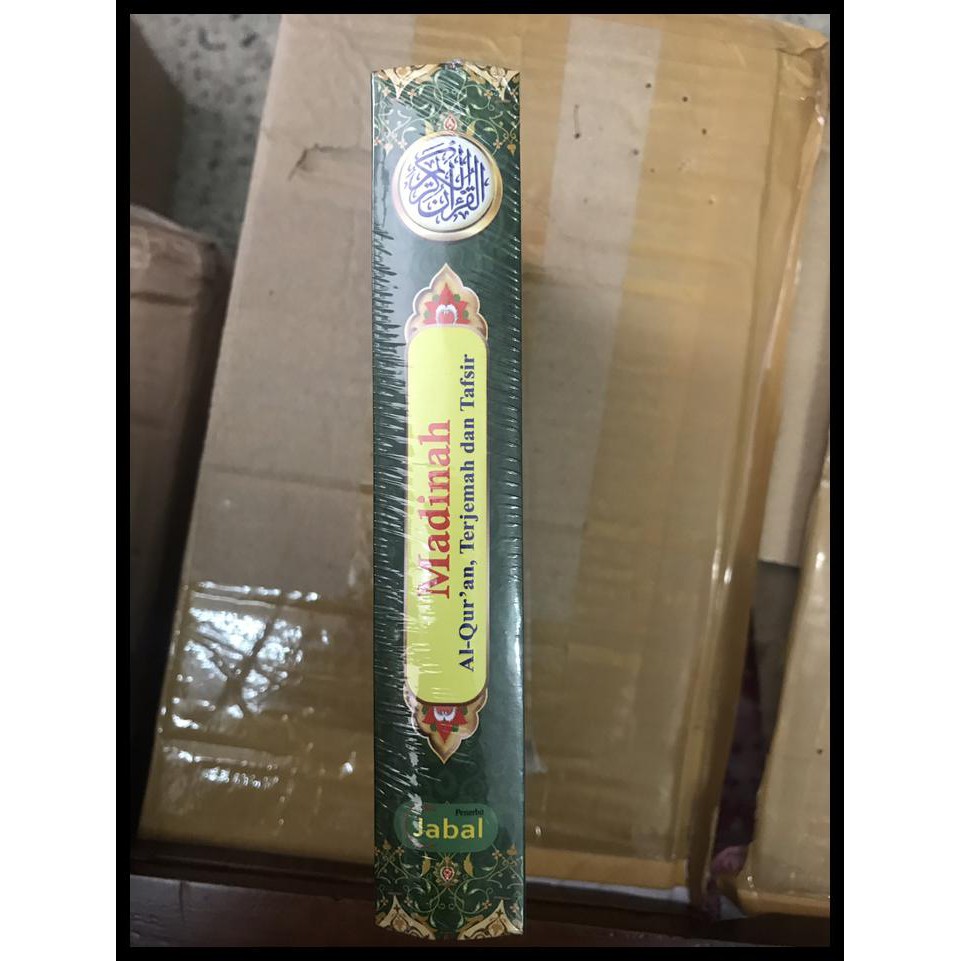 القرآن الكريم
Madinah
Al-Qur'an, Terjemah dan Tafsir
Penerbit
Jabal